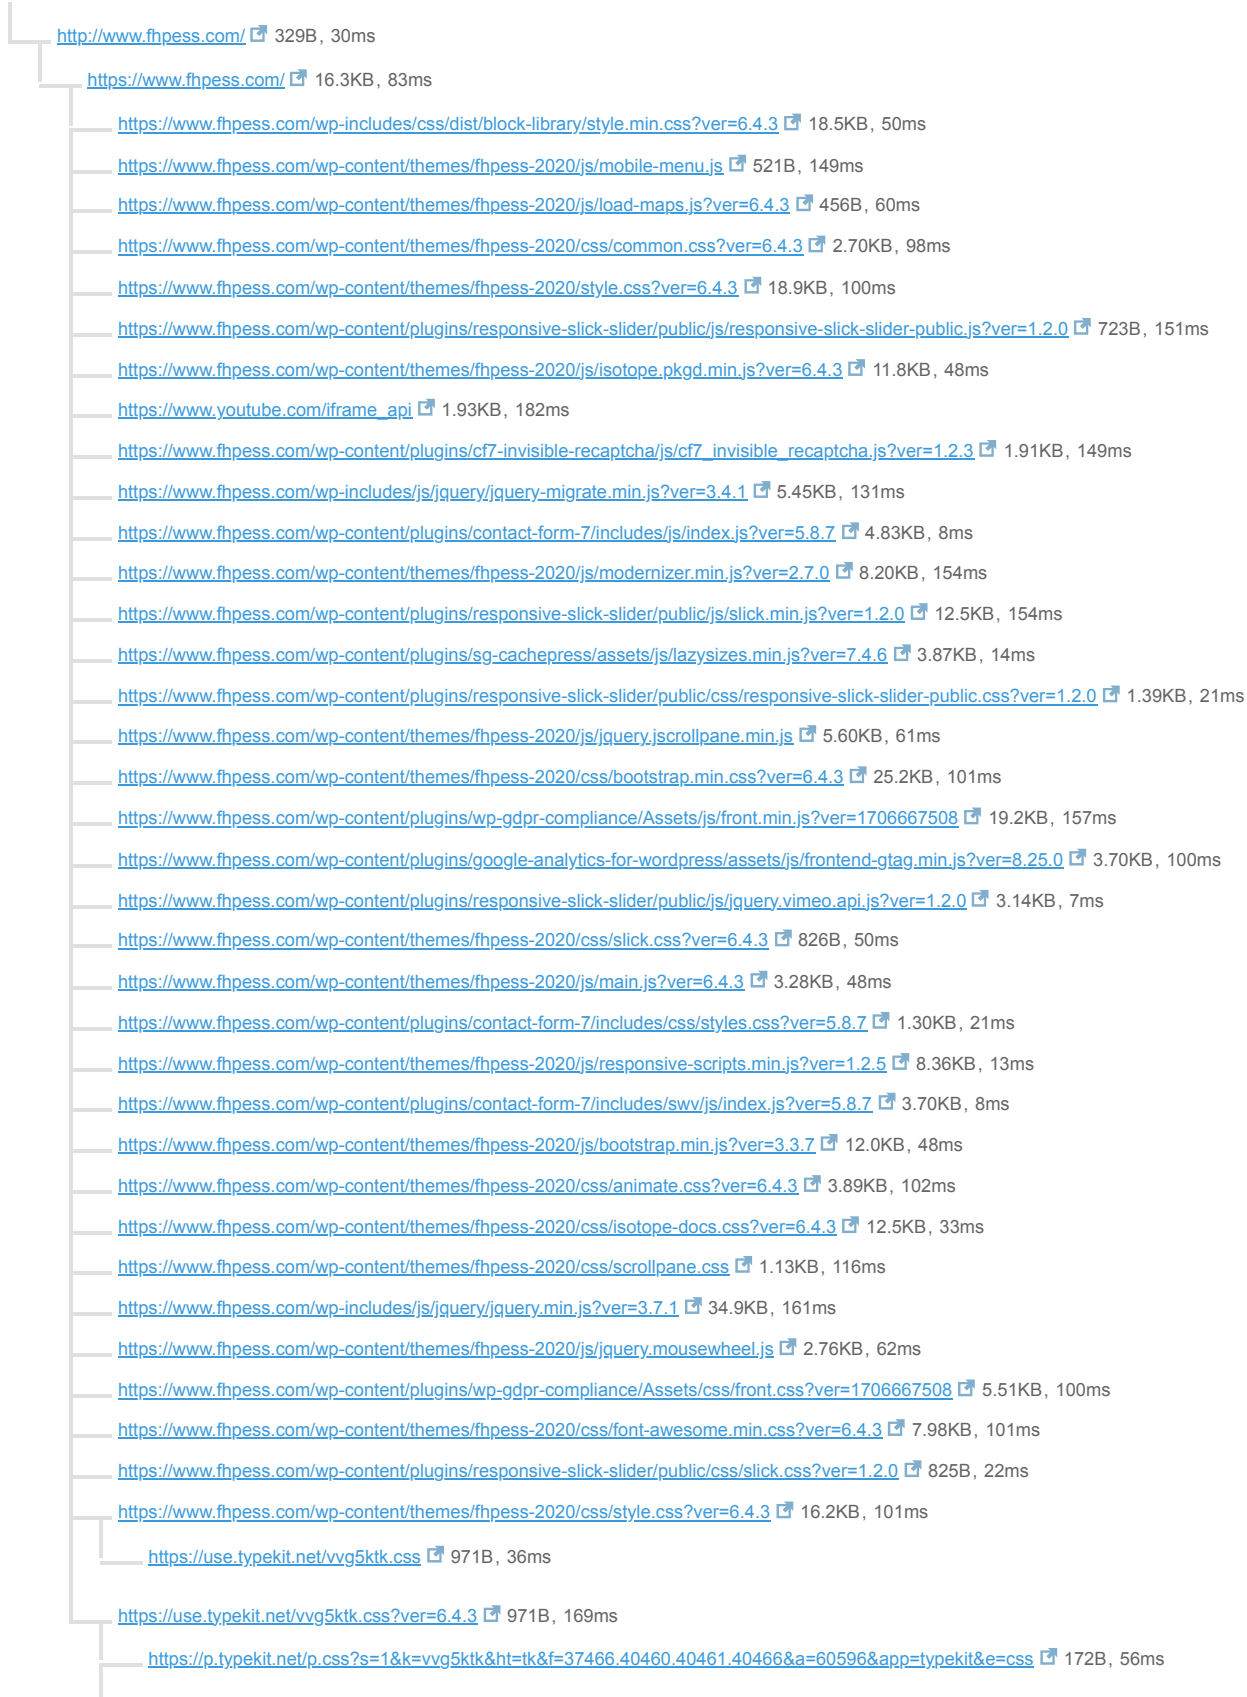 http://www.fhpess.com/ 329B, 30ms
https://www.fhpess.com/ 16.3KB, 83ms
https://www.fhpess.com/wp-includes/css/dist/block-library/style.min.css?ver=6.4.3 18.5KB, 50ms
https://www.fhpess.com/wp-content/themes/fhpess-2020/js/mobile-menu.js 521B, 149ms
https://www.fhpess.com/wp-content/themes/fhpess-2020/js/load-maps.js?ver=6.4.3 456B, 60ms
https://www.fhpess.com/wp-content/themes/fhpess-2020/css/common.css?ver=6.4.3 2.70KB, 98ms
https://www.fhpess.com/wp-content/themes/fhpess-2020/style.css?ver=6.4.3 18.9KB, 100ms
https://www.fhpess.com/wp-content/plugins/responsive-slick-slider/public/js/responsive-slick-slider-public.js?ver=1.2.0 723B, 151ms
https://www.fhpess.com/wp-content/themes/fhpess-2020/js/isotope.pkgd.min.js?ver=6.4.3 11.8KB, 48ms
https://www.youtube.com/iframe_api 1.93KB, 182ms
https://www.fhpess.com/wp-content/plugins/cf7-invisible-recaptcha/js/cf7_invisible_recaptcha.js?ver=1.2.3 1.91KB, 149ms
https://www.fhpess.com/wp-includes/js/jquery/jquery-migrate.min.js?ver=3.4.1 5.45KB, 131ms
https://www.fhpess.com/wp-content/plugins/contact-form-7/includes/js/index.js?ver=5.8.7 4.83KB, 8ms
https://www.fhpess.com/wp-content/themes/fhpess-2020/js/modernizer.min.js?ver=2.7.0 8.20KB, 154ms
https://www.fhpess.com/wp-content/plugins/responsive-slick-slider/public/js/slick.min.js?ver=1.2.0 12.5KB, 154ms
https://www.fhpess.com/wp-content/plugins/sg-cachepress/assets/js/lazysizes.min.js?ver=7.4.6 3.87KB, 14ms
https://www.fhpess.com/wp-content/plugins/responsive-slick-slider/public/css/responsive-slick-slider-public.css?ver=1.2.0 1.39KB, 21ms
https://www.fhpess.com/wp-content/themes/fhpess-2020/js/jquery.jscrollpane.min.js 5.60KB, 61ms
https://www.fhpess.com/wp-content/themes/fhpess-2020/css/bootstrap.min.css?ver=6.4.3 25.2KB, 101ms
https://www.fhpess.com/wp-content/plugins/wp-gdpr-compliance/Assets/js/front.min.js?ver=1706667508 19.2KB, 157ms
https://www.fhpess.com/wp-content/plugins/google-analytics-for-wordpress/assets/js/frontend-gtag.min.js?ver=8.25.0 3.70KB, 100ms
https://www.fhpess.com/wp-content/plugins/responsive-slick-slider/public/js/jquery.vimeo.api.js?ver=1.2.0 3.14KB, 7ms
https://www.fhpess.com/wp-content/themes/fhpess-2020/css/slick.css?ver=6.4.3 826B, 50ms
https://www.fhpess.com/wp-content/themes/fhpess-2020/js/main.js?ver=6.4.3 3.28KB, 48ms
https://www.fhpess.com/wp-content/plugins/contact-form-7/includes/css/styles.css?ver=5.8.7 1.30KB, 21ms
https://www.fhpess.com/wp-content/themes/fhpess-2020/js/responsive-scripts.min.js?ver=1.2.5 8.36KB, 13ms
https://www.fhpess.com/wp-content/plugins/contact-form-7/includes/swv/js/index.js?ver=5.8.7 3.70KB, 8ms
https://www.fhpess.com/wp-content/themes/fhpess-2020/js/bootstrap.min.js?ver=3.3.7 12.0KB, 48ms
https://www.fhpess.com/wp-content/themes/fhpess-2020/css/animate.css?ver=6.4.3 3.89KB, 102ms
https://www.fhpess.com/wp-content/themes/fhpess-2020/css/isotope-docs.css?ver=6.4.3 12.5KB, 33ms
https://www.fhpess.com/wp-content/themes/fhpess-2020/css/scrollpane.css 1.13KB, 116ms
https://www.fhpess.com/wp-includes/js/jquery/jquery.min.js?ver=3.7.1 34.9KB, 161ms
https://www.fhpess.com/wp-content/themes/fhpess-2020/js/jquery.mousewheel.js 2.76KB, 62ms
https://www.fhpess.com/wp-content/plugins/wp-gdpr-compliance/Assets/css/front.css?ver=1706667508 5.51KB, 100ms
https://www.fhpess.com/wp-content/themes/fhpess-2020/css/font-awesome.min.css?ver=6.4.3 7.98KB, 101ms
https://www.fhpess.com/wp-content/plugins/responsive-slick-slider/public/css/slick.css?ver=1.2.0 825B, 22ms
https://www.fhpess.com/wp-content/themes/fhpess-2020/css/style.css?ver=6.4.3 16.2KB, 101ms
https://use.typekit.net/vvg5ktk.css 971B, 36ms
https://use.typekit.net/vvg5ktk.css?ver=6.4.3 971B, 169ms
https://p.typekit.net/p.css?s=1&k=vvg5ktk&ht=tk&f=37466.40460.40461.40466&a=60596&app=typekit&e=css 172B, 56ms